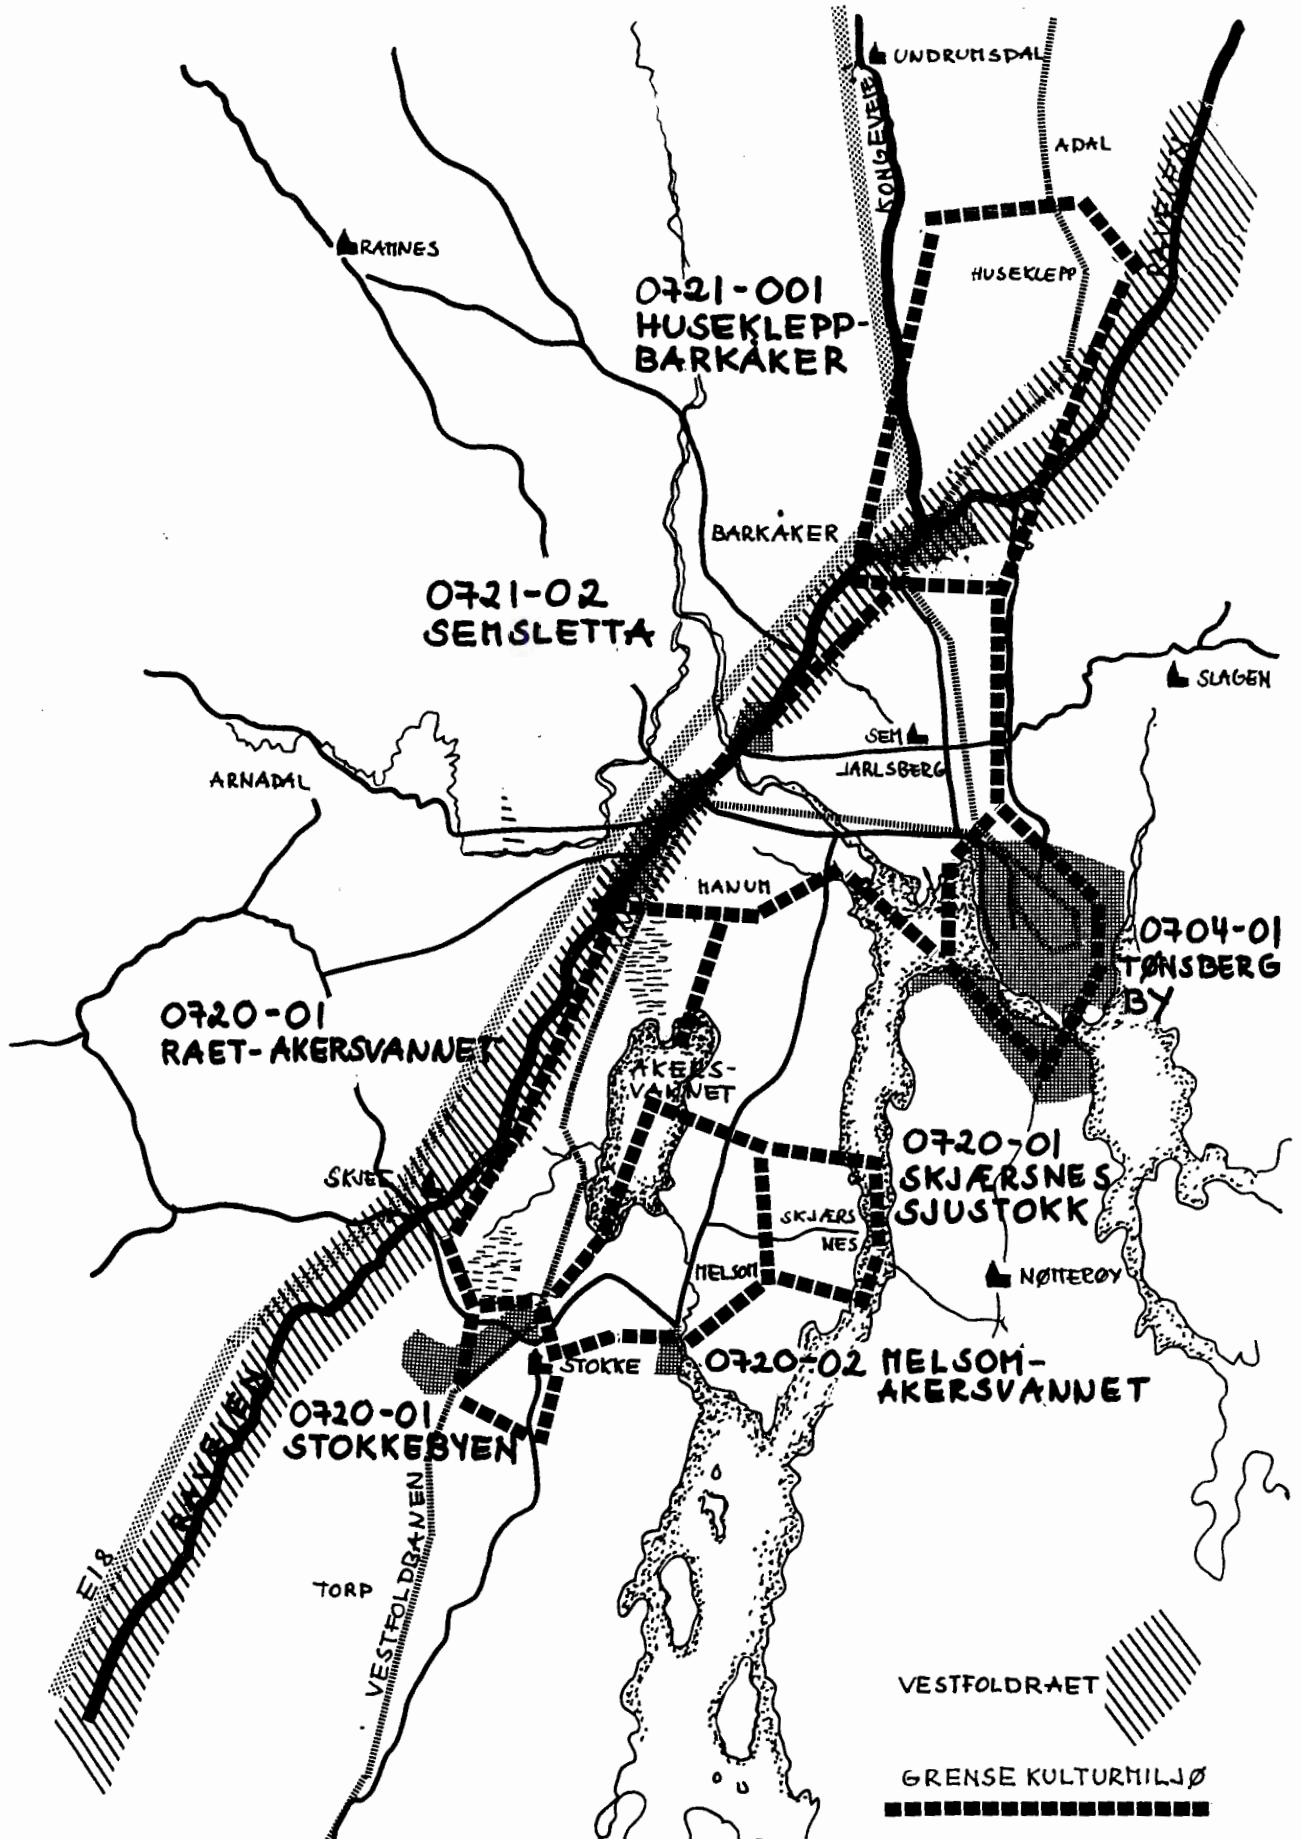 UNDRUMSDAL
KONGEVEIEN
ADAL
RAVEIEN
RAMNES
HUSEKLEPP
0721-001
HUSEKLEPP-
BARKÅKER
BARKÅKER
0721-02
SEMSLETTA
SLAGEN
SEM
JARLSBERG
ARNADAL
MANUM
0704-01
TØNSBERG
BY
0720-01
RAET-AKERSVANNET
AKERS-
VANNET
0720-01
SKJÆRSNES
SJUSTOKK
SKJEE
SKJÆRS
NES
MELSOM
NØTTERØY
STOKKE
0720-02 MELSOM-
AKERSVANNET
0720-01
STOKKEBYEN
RAVEIEN
E18
TORP
VESTFOLDBANEN
VESTFOLDRAET
GRENSE KULTURMILJØ